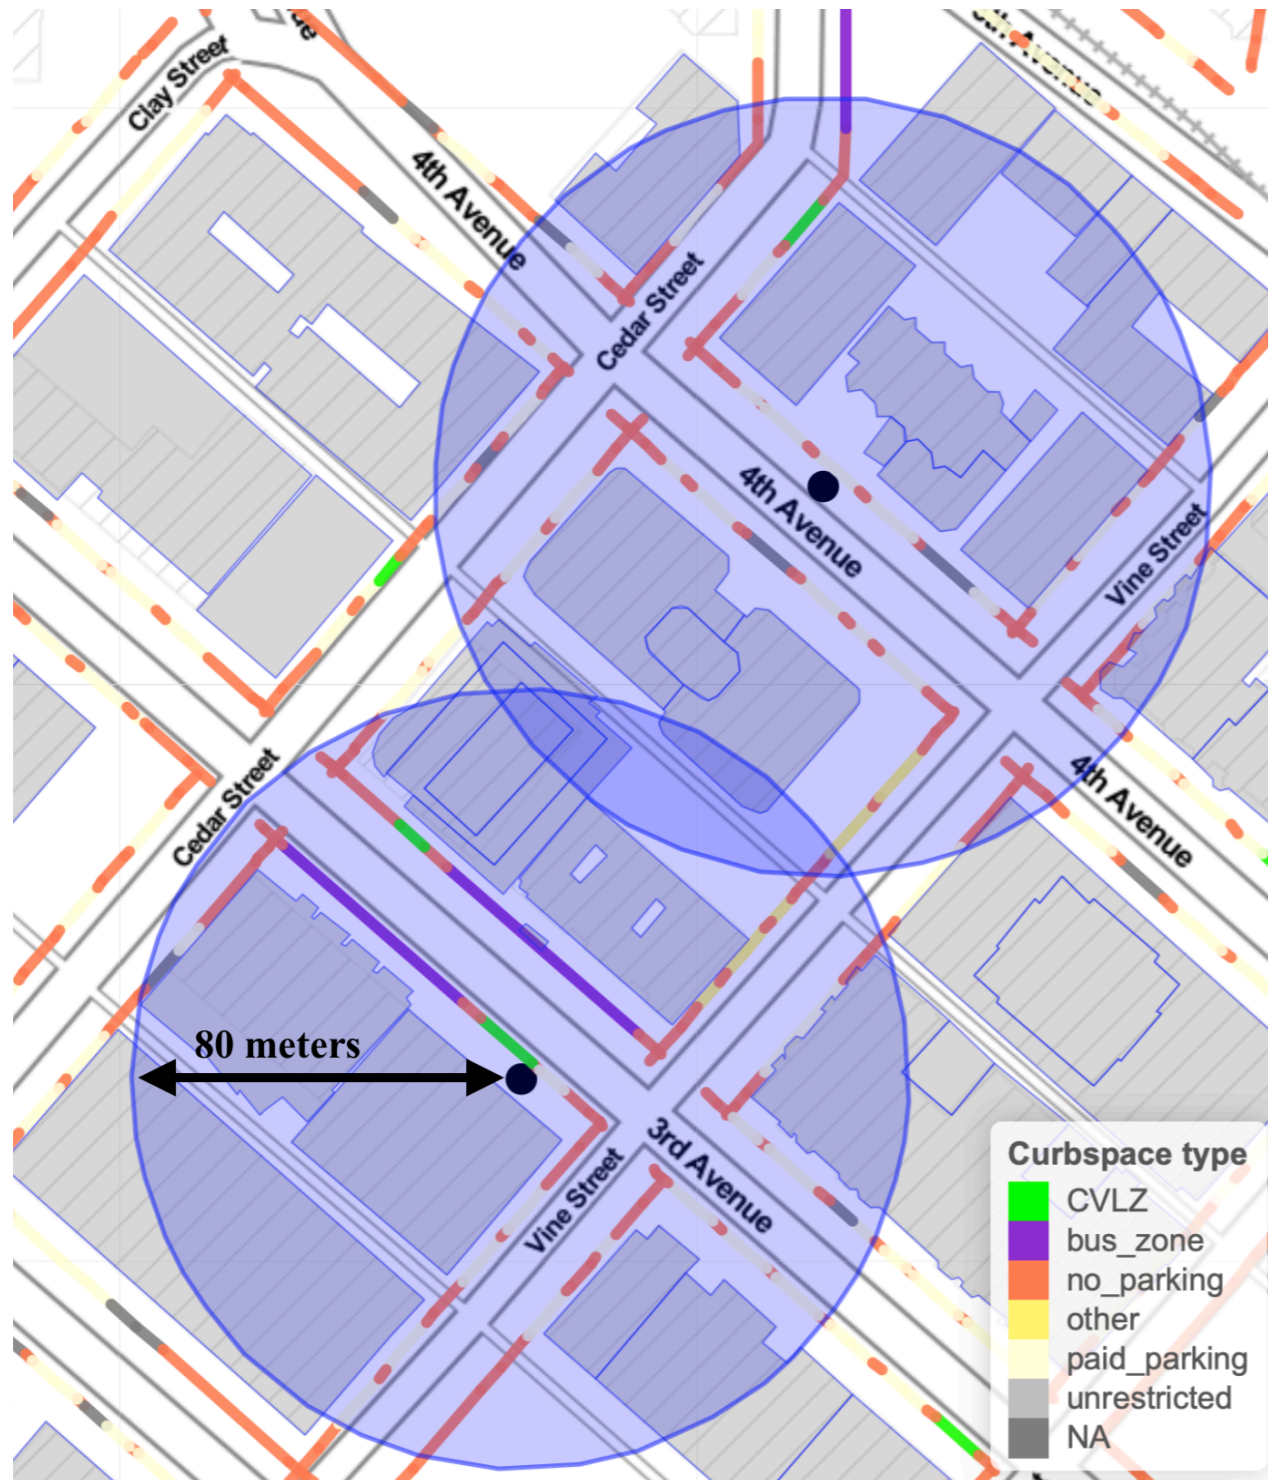 Clay Street
4th Avenue
Cedar Street
4th Avenue
Vine Street
4th Avenue
Cedar Street
80 meters
3rd Avenue
Vine Street
Curbspace type
CVLZ
bus_zone
no_parking
other
paid_parking
unrestricted
NA